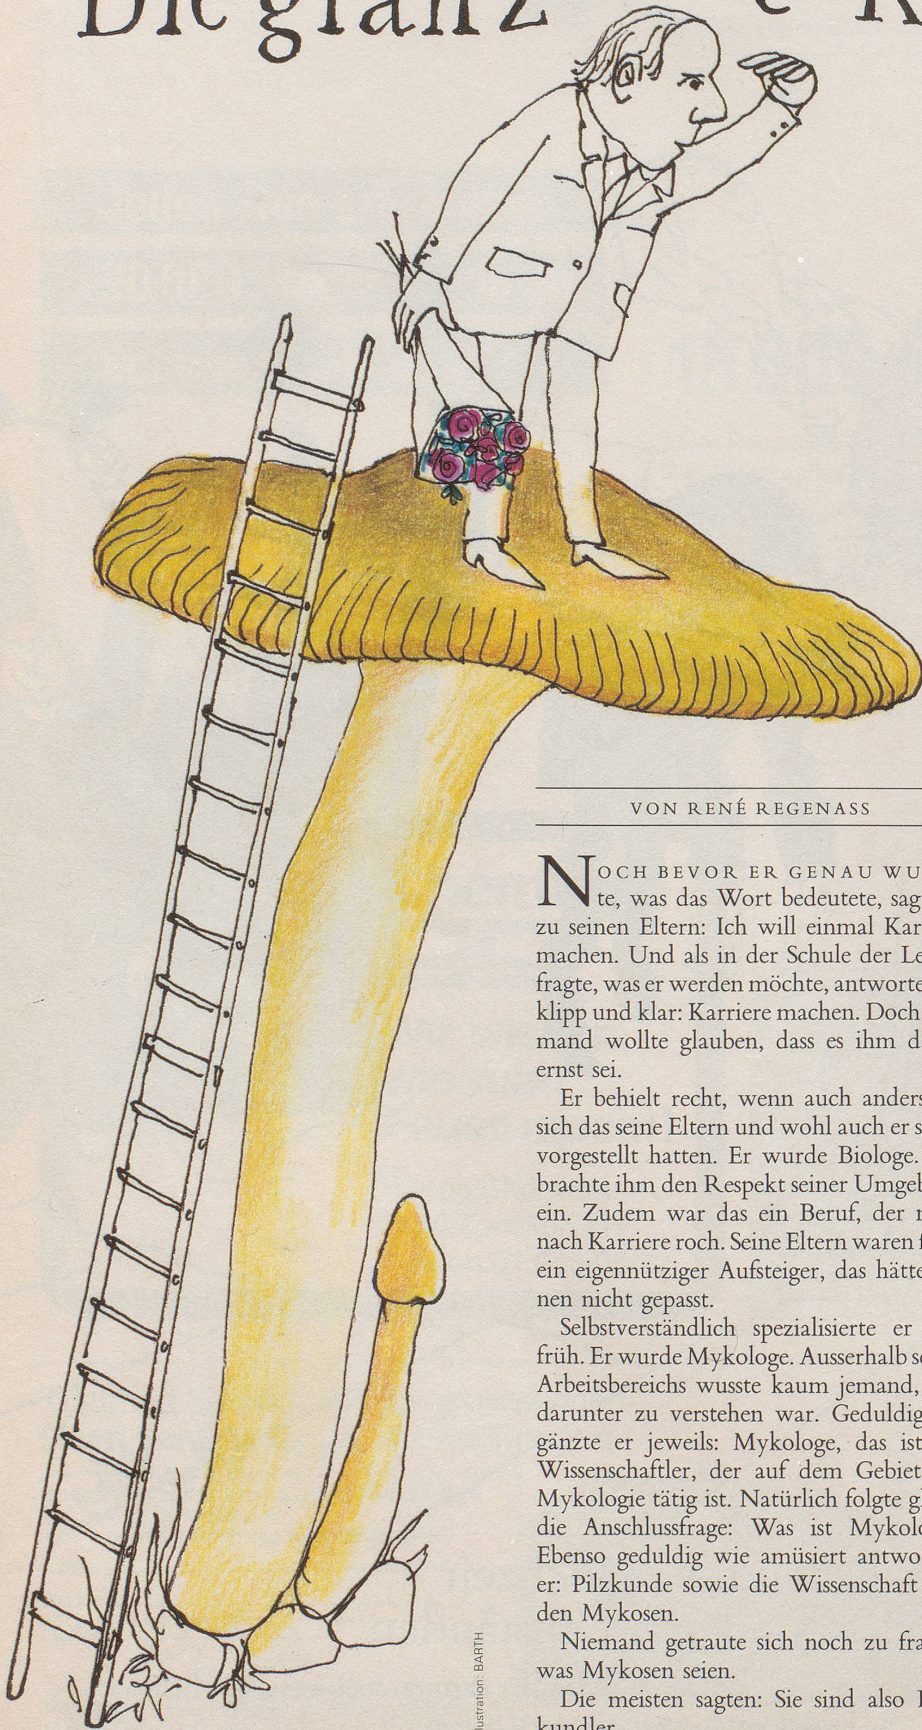 Die glanz
VON RENÉ REGENASS
NOCH BEVOR ER GENAU WU
te, was das Wort bedeutete, sag
zu seinen Eltern: Ich will einmal Kar
machen. Und als in der Schule der Le
fragte, was er werden möchte, antworte
klipp und klar: Karriere machen. Doch
mand wollte glauben, dass es ihm d
ernst sei.
Er behielt recht, wenn auch anders
sich das seine Eltern und wohl auch er s
vorgestellt hatten. Er wurde Biologe.
brachte ihm den Respekt seiner Umgeb
ein. Zudem war das ein Beruf, der n
nach Karriere roch. Seine Eltern waren f
ein eigennütziger Aufsteiger, das hätte
nen nicht gepasst.
Selbstverständlich spezialisierte er
früh. Er wurde Mykologe. Ausserhalb se
Arbeitsbereichs wusste kaum jemand,
darunter zu verstehen war. Geduldig
gänzte er jeweils: Mykologe, das ist
Wissenschaftler, der auf dem Gebiet
Mykologie tätig ist. Natürlich folgte gl
die Anschlussfrage: Was ist Mykolo
Ebenso geduldig wie amüsiert antwo
er: Pilzkunde sowie die Wissenschaft
den Mykosen.
Niemand getraute sich noch zu fra
was Mykosen seien.
Die meisten sagten: Sie sind also
kundler.
lustration: BARTH